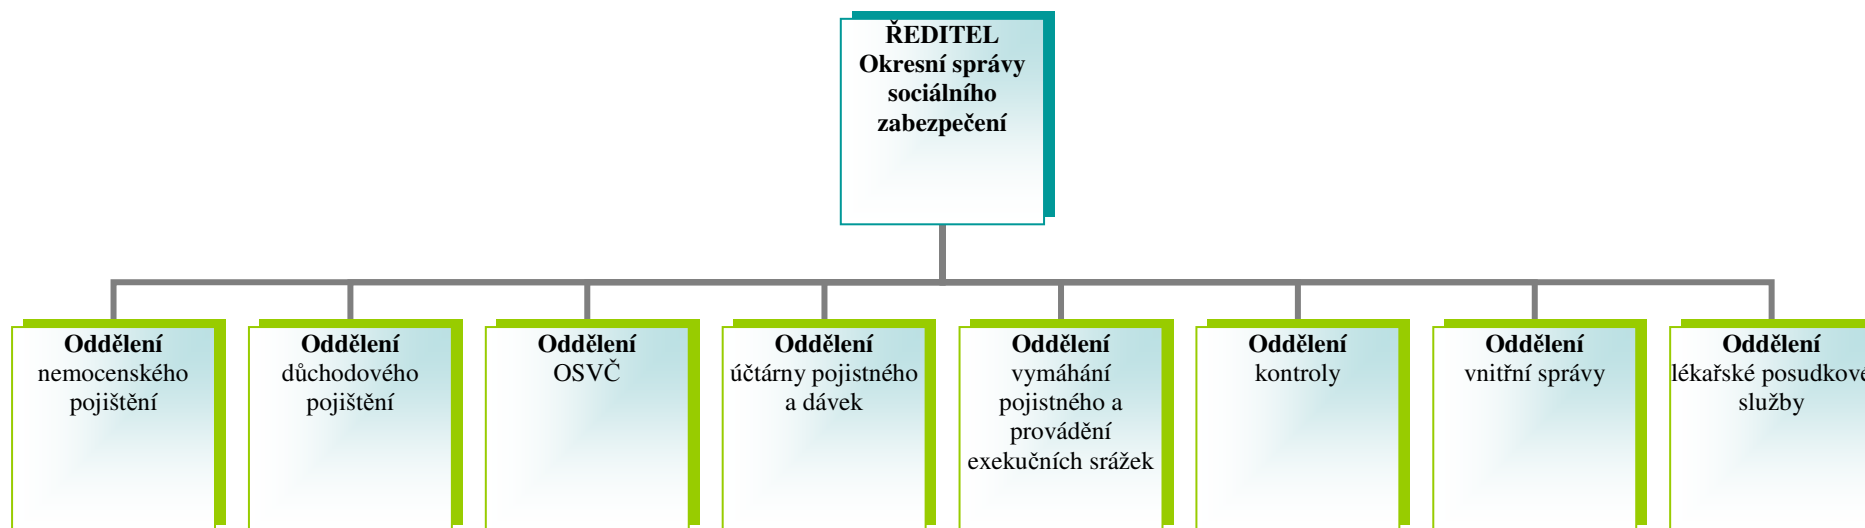 ŘEDITEL
Okresní správy
sociálního
zabezpečení
Oddělení
nemocenského
pojištění
Oddělení
důchodového
pojištění
Oddělení
OSVČ
Oddělení
účtárny pojistného
a dávek
Oddělení
vymáhání
pojistného a
provádění
exekučních srážek
Oddělení
kontroly
Oddělení
vnitřní správy
Oddělení
lékařské posudkové
služby